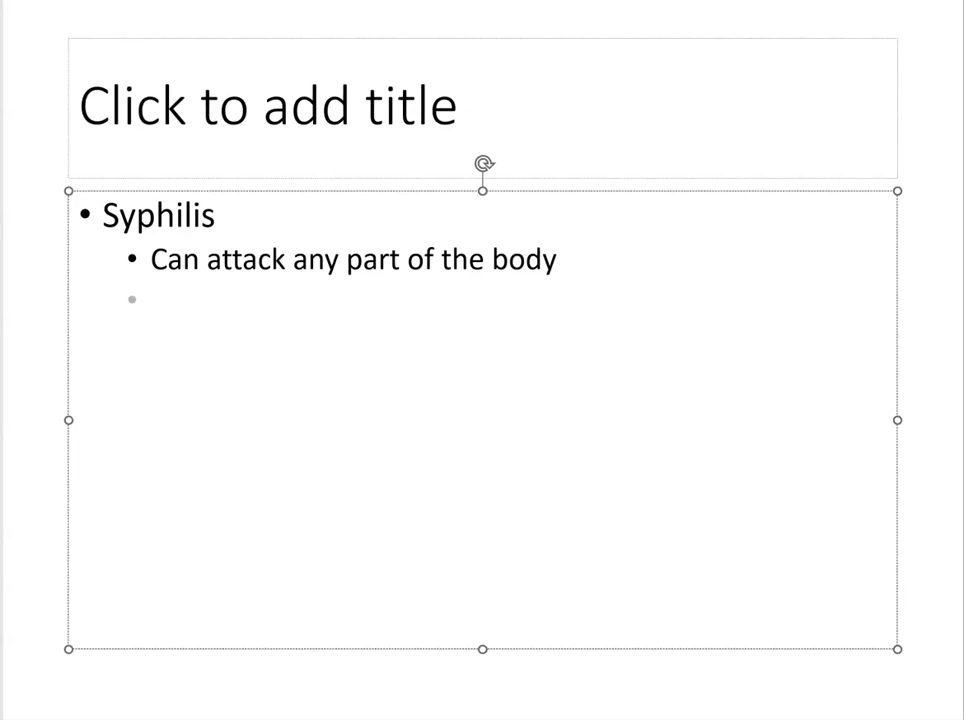 Click to add title
• Syphilis
• Can attack any part of the body